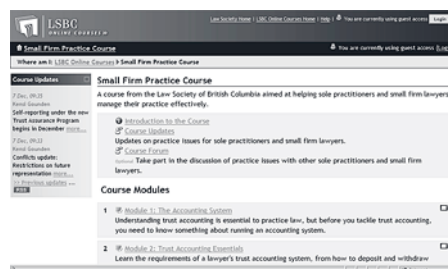 LSBC
ONLINE COURSES
Law Society Home | LSBC Online Courses Home | Help | You are currently using guest access Login
Small Firm Practice Course
You are currently using guest access (Log
Where am I: LSBC Online Courses > Small Firm Practice Course
Course Updates
7 Dec, 09:35
René Gaunden
Self-reporting under the new
Trust Assurance Program
begins in December more...
7 Dec, 09:33
Conflicts update:
Restrictions on future
representation more...
>> Previous updates ...
RSS
Small Firm Practice Course
A course from the Law Society of British Columbia aimed at helping sole practitioners and small firm lawyers
manage their practice effectively.
Introduction to the Course
Course Updates
Updates on practice issues for sole practitioners and small firm lawyers.
Course Forum
Optional Take part in the discussion of practice issues with other sole practitioners and small firm
lawyers.
Course Modules
1 Module 1: The Accounting System
Understanding trust accounting is essential to practice law, but before you tackle trust accounting,
you need to know something about running an accounting system.
2 Module 2: Trust Accounting Essentials
Learn the requirements of a lawyer's trust accounting system, from how to deposit and withdraw